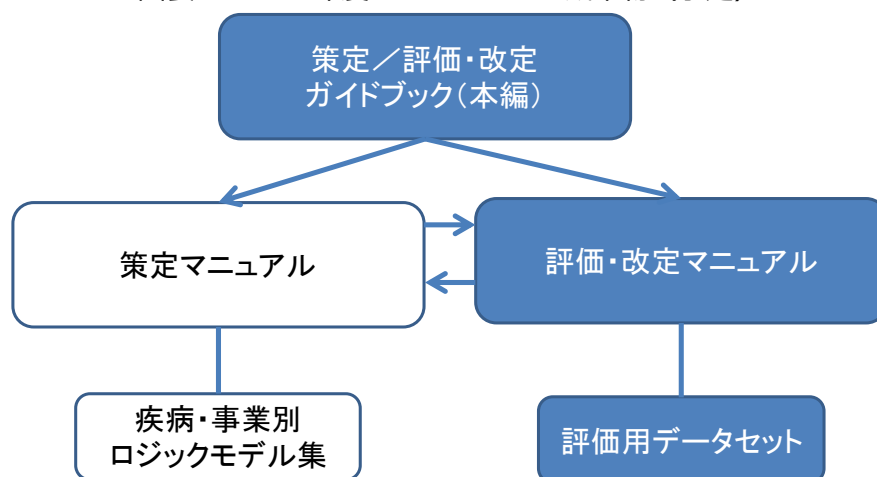 策定／評価・改定
ガイドブック（本編）
策定マニュアル
評価・改定マニュアル
疾病・事業別
ロジックモデル集
評価用データセット